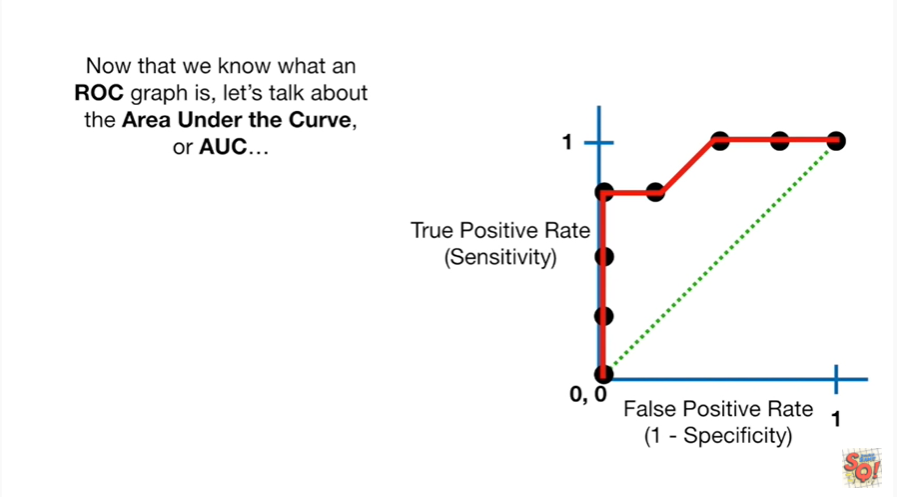 Now that we know what an
ROC graph is, let's talk about
the Area Under the Curve,
or AUC…
1
True Positive Rate
(Sensitivity)
0, 0
False Positive Rate
(1 - Specificity)
1
SQ!